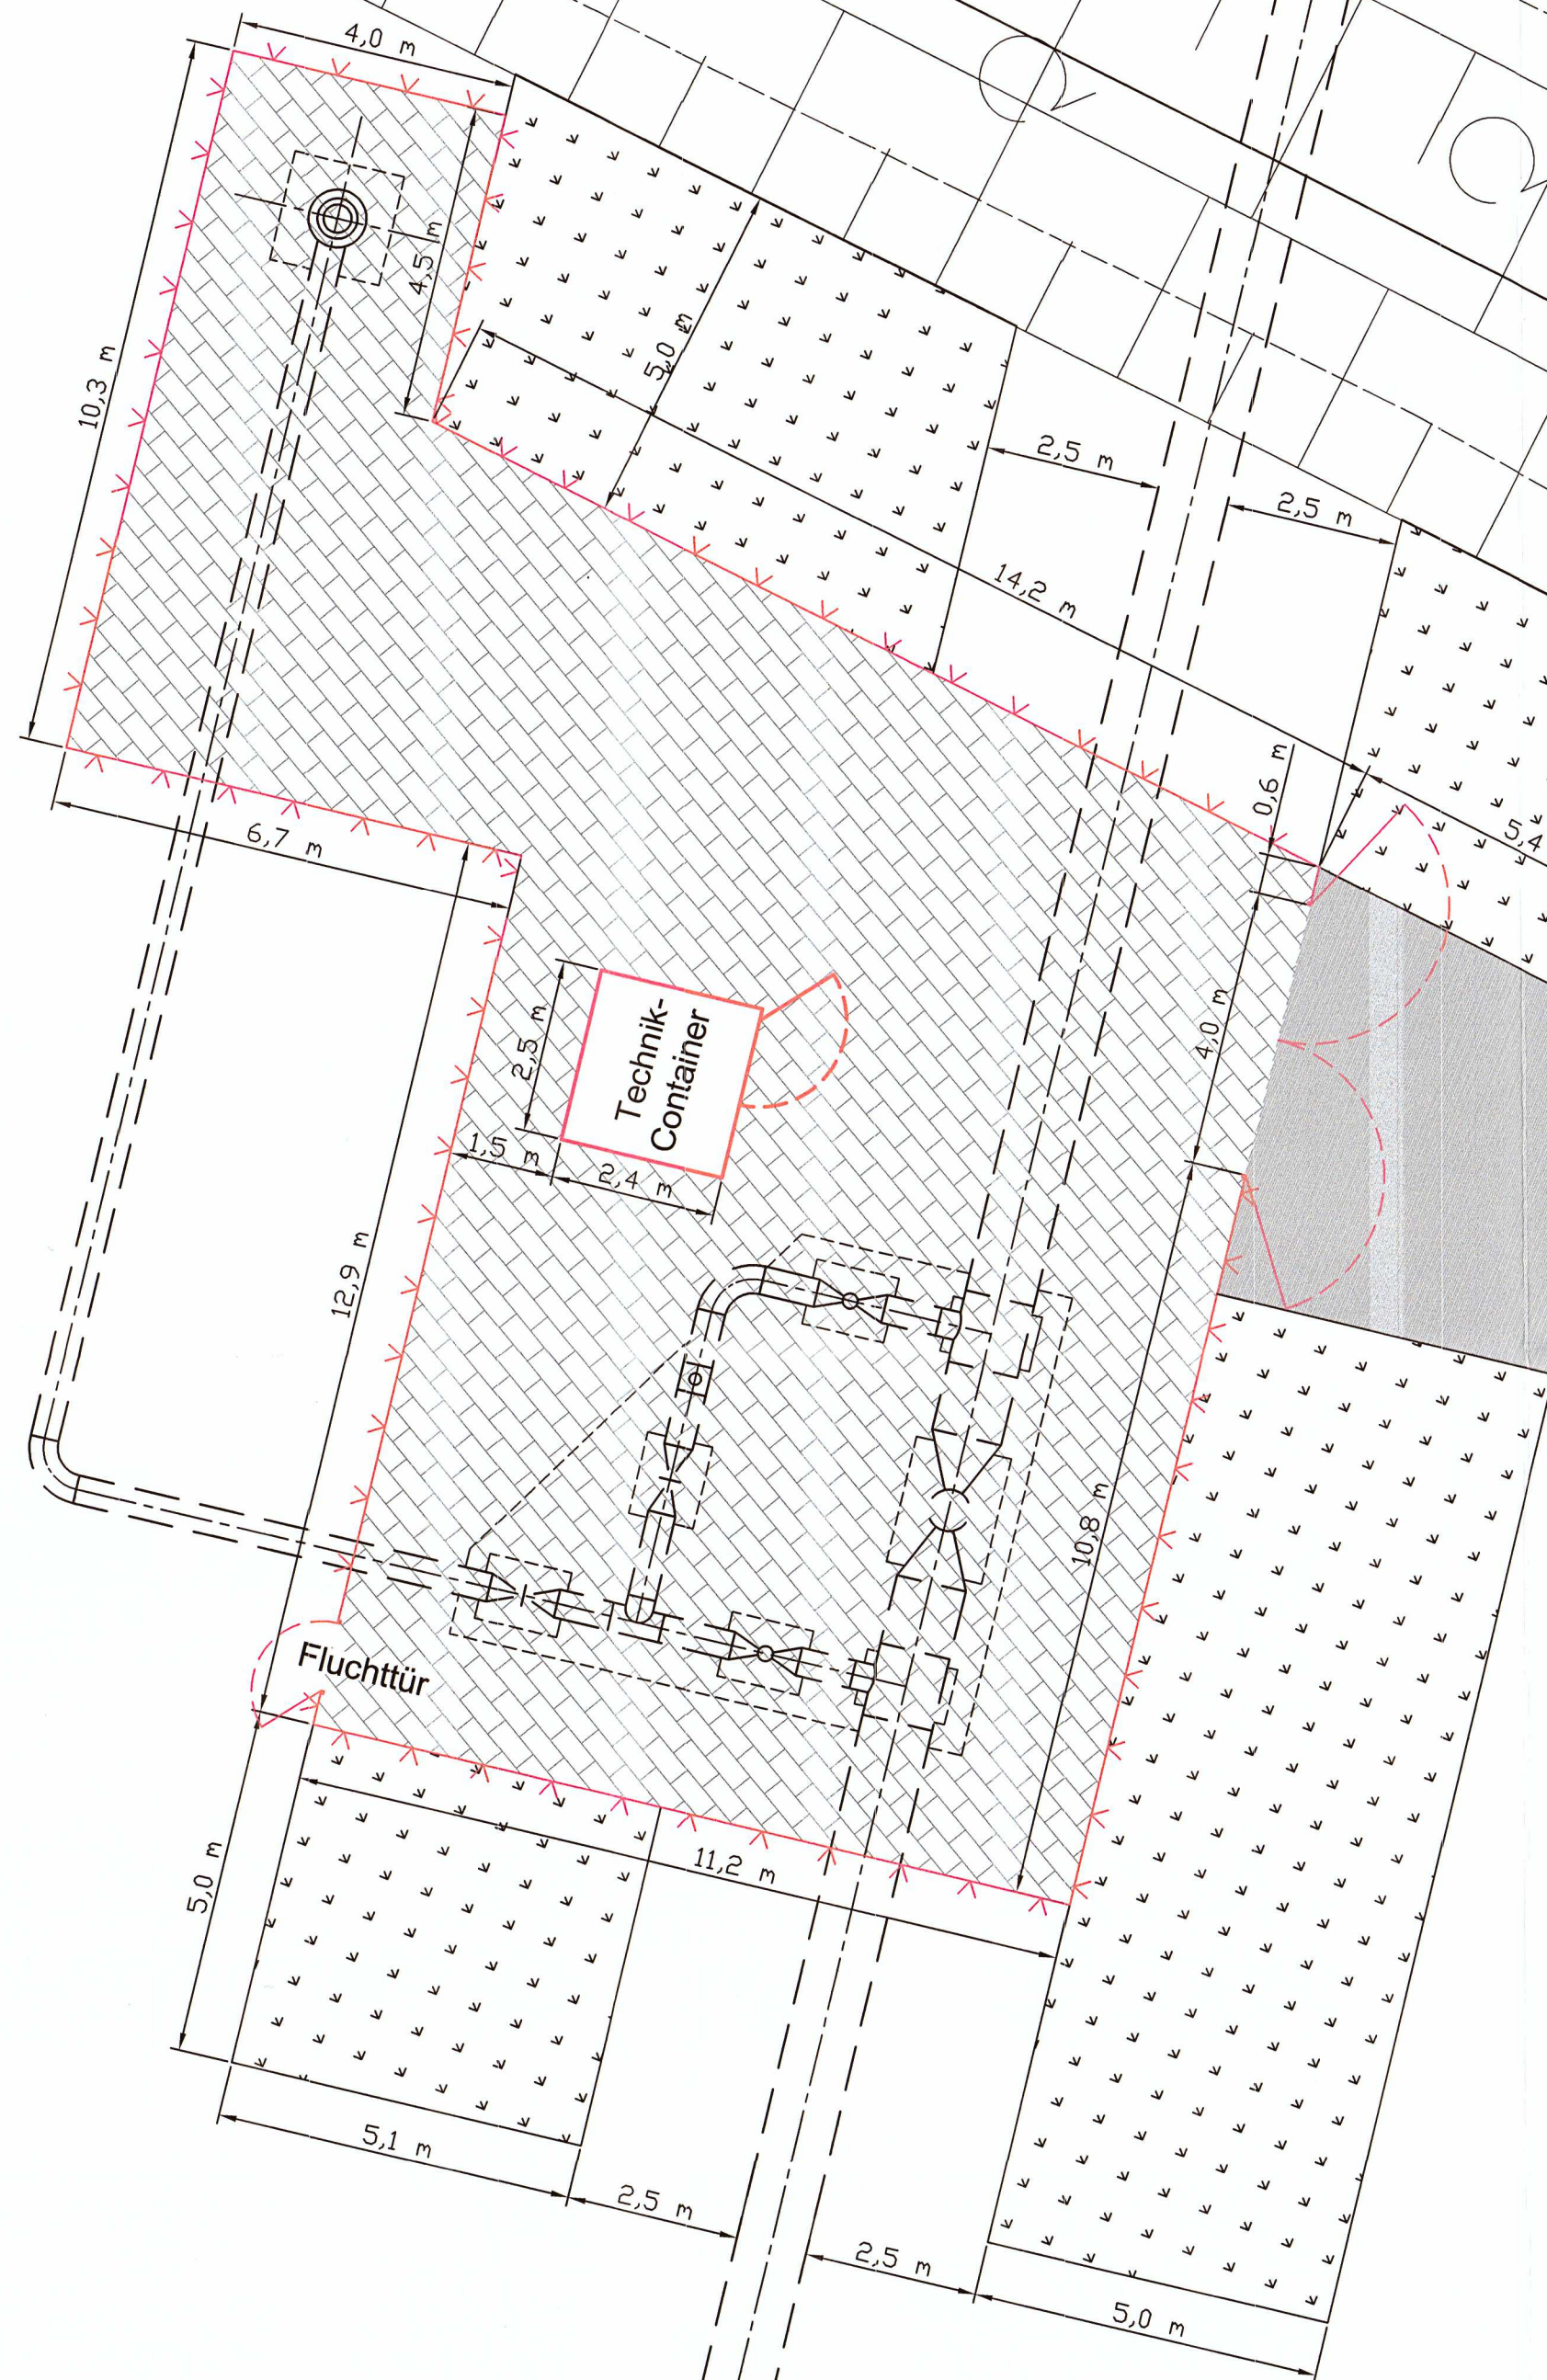 4,0 m
10,3 m
4,5 m
5,0 m
2,5 m
2,5 m
14,2 m
0,6 m
5,4
6,7 m
4,0 m
2,5 m
Technik-
Container
1,5 m
2,4 m
12,9 m
10,8 m
Fluchttür
11,2 m
5,0 m
5,1 m
2,5 m
2,5 m
5,0 m